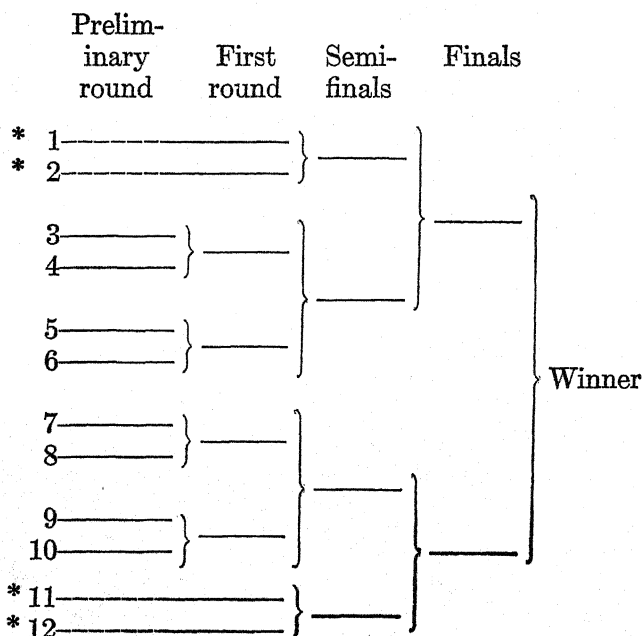 Prelim-
inary
round
First
round
Semi-
finals
Finals
* 1
* 2
3
4
5
6
Winner
7
8
9
10
* 11
* 12